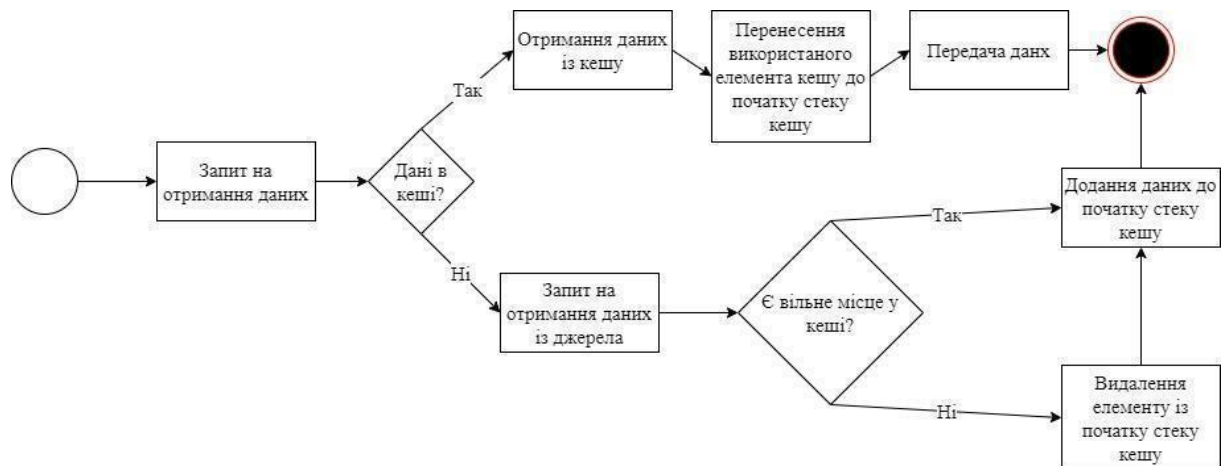 Запит на
отримання даних
Дані в
кеші?
Так
Отримання даних
із кешу
Перенесення
використаного
елемента кешу до
початку стеку
кешу
Передача данх
Ні
Запит на
отримання даних
із джерела
Є вільне місце у
кеші?
Так
Додання даних до
початку стеку
кешу
Ні
Видалення
елементу із
початку стеку
кешу